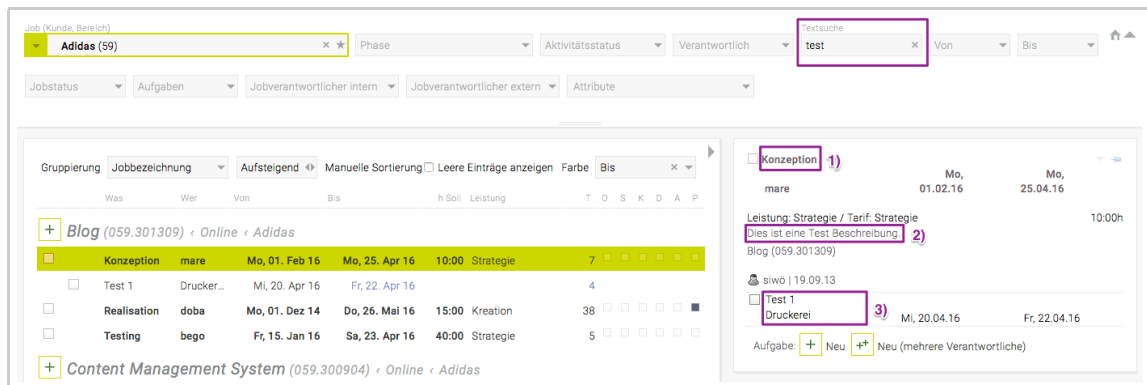 Job (Kunde, Bereich)
Adidas (59)
Phase
Aktivitätsstatus
Verantwortlich
Textsuche
test
Von
Bis
Jobstatus
Aufgaben
Jobverantwortlicher intern
Jobverantwortlicher extern
Attribute
Gruppierung Jobbezeichnung Aufsteigend Manuelle Sortierung Leere Einträge anzeigen Farbe Bis
Was Wer Von Bis h Soll Leistung T O S K D A P
+ Blog (059.301309) ‹ Online ‹ Adidas
Konzeption mare Mo, 01. Feb 16 Mo, 25. Apr 16 10:00 Strategie 7
Test 1 Drucker... Mi, 20. Apr 16 Fr, 22. Apr 16 4
Realisation doba Mo, 01. Dez 14 Do, 26. Mai 16 15:00 Kreation 38
Testing bego Fr, 15. Jan 16 Sa, 23. Apr 16 40:00 Strategie 5
+ Content Management System (059.300904) ‹ Online ‹ Adidas
Konzeption 1)
mare Mo, 01.02.16 Mo, 25.04.16
Leistung: Strategie / Tarif: Strategie 10:00h
Dies ist eine Test Beschreibung. 2)
Blog (059.301309)
siwö | 19.09.13
Test 1
Druckerei 3) Mi, 20.04.16 Fr, 22.04.16
Aufgabe: + Neu ++ Neu (mehrere Verantwortliche)